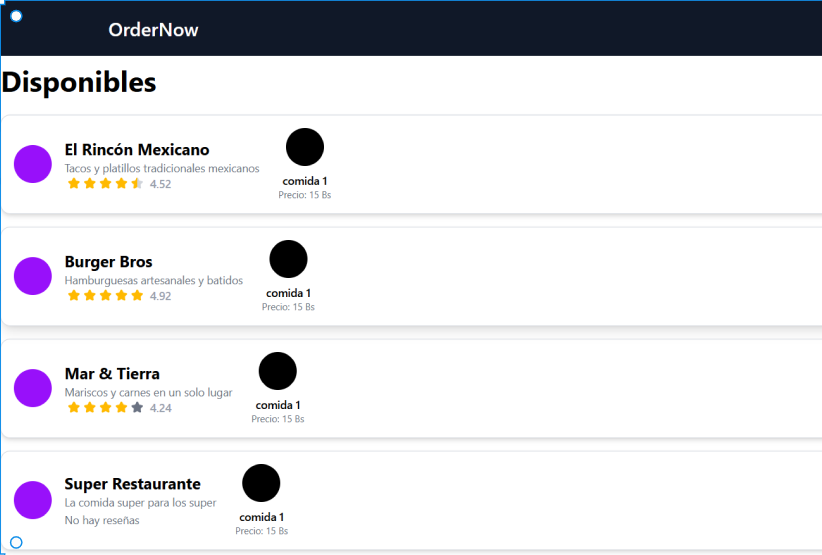 OrderNow
Disponibles
El Rincón Mexicano
Tacos y platillos tradicionales mexicanos
4.52
comida 1
Precio: 15 Bs
Burger Bros
Hamburguesas artesanales y batidos
4.92
comida 1
Precio: 15 Bs
Mar & Tierra
Mariscos y carnes en un solo lugar
4.24
comida 1
Precio: 15 Bs
Super Restaurante
La comida super para los super
No hay reseñas
comida 1
Precio: 15 Bs